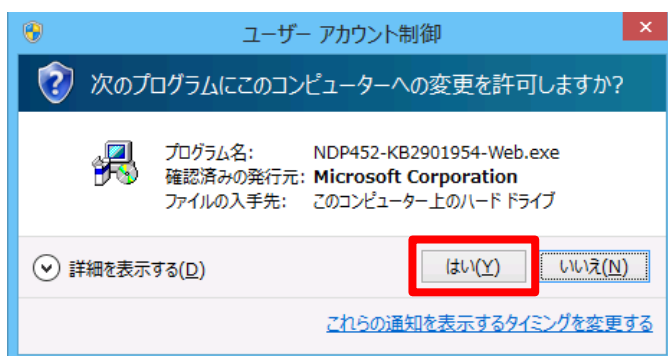 ユーザー アカウント制御
次のプログラムにこのコンピューターへの変更を許可しますか?
プログラム名: NDP452-KB2901954-Web.exe
確認済みの発行元: Microsoft Corporation
ファイルの入手先: このコンピューター上のハード ドライブ
詳細を表示する(D)
はい(Y)
いいえ(N)
これらの通知を表示するタイミングを変更する